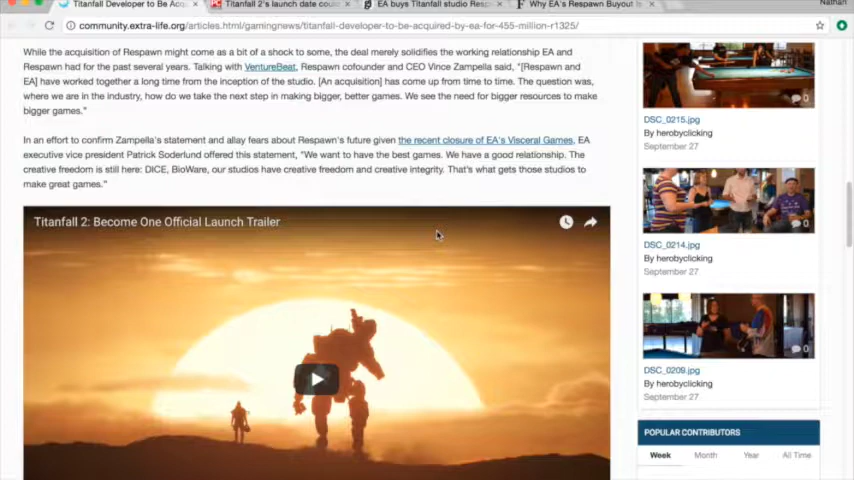 Titanfall Developer to Be Acq
Titanfall 2's launch date coul
EA buys Titanfall studio Resp
Why EA's Respawn Buyout Is
Nathan
community.extra-life.org/articles.html/gamingnews/titanfall-developer-to-be-acquired-by-ea-for-455-million-r1325/
While the acquisition of Respawn might come as a bit of a shock to some, the deal merely solidifies the working relationship EA and
Respawn had for the past several years. Talking with VentureBeat, Respawn cofounder and CEO Vince Zampella said, "[Respawn and
EA] have worked together a long time from the inception of the studio. [An acquisition] has come up from time to time. The question was,
where we are in the industry, how do we take the next step in making bigger, better games. We see the need for bigger resources to make
bigger games."
In an effort to confirm Zampella's statement and allay fears about Respawn's future given the recent closure of EA's Visceral Games, EA
executive vice president Patrick Soderlund offered this statement, "We want to have the best games. We have a good relationship. The
creative freedom is still here: DICE, BioWare, our studios have creative freedom and creative integrity. That's what gets those studios to
make great games."
Titanfall 2: Become One Official Launch Trailer
0
DSC_0215.jpg
By herobyclicking
September 27
0
DSC_0214.jpg
By herobyclicking
September 27
0
DSC_0209.jpg
By herobyclicking
September 27
POPULAR CONTRIBUTORS
Week Month Year All Time